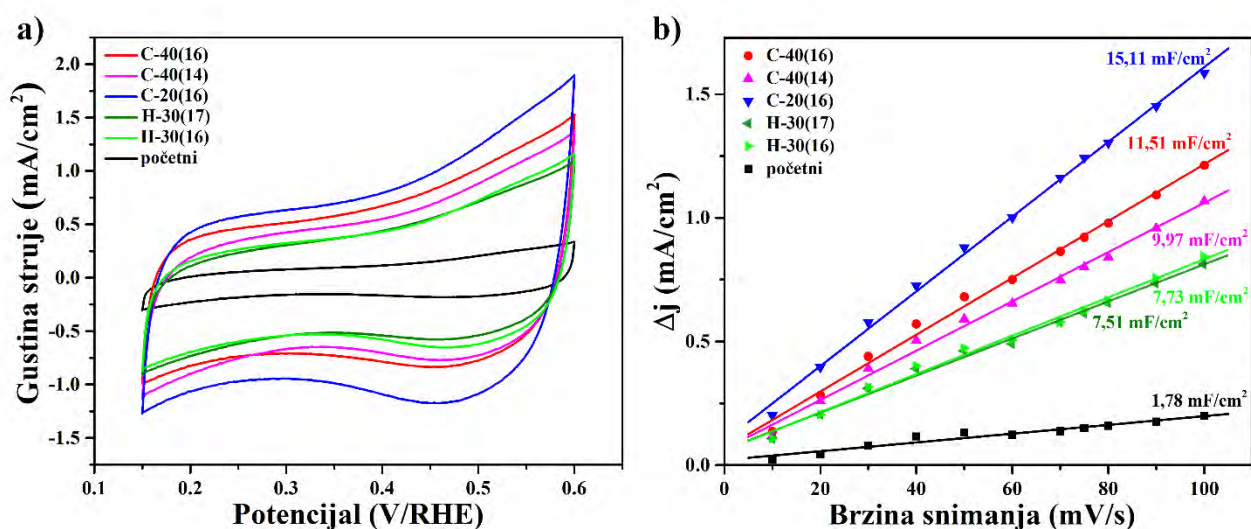 a)
Gustina struje (mA/cm²)
2.0
1.5
1.0
0.5
0.0
-0.5
-1.0
-1.5
C-40(16)
C-40(14)
C-20(16)
H-30(17)
H-30(16)
početni
0.1
0.2
0.3
0.4
0.5
0.6
Potencijal (V/RHE)
b)
Δj (mA/cm²)
1.5
1.0
0.5
0.0
C-40(16)
C-40(14)
C-20(16)
H-30(17)
H-30(16)
početni
15,11 mF/cm²
11,51 mF/cm²
9,97 mF/cm²
7,73 mF/cm²
7,51 mF/cm²
1,78 mF/cm²
20
40
60
80
100
Brzina snimanja (mV/s)